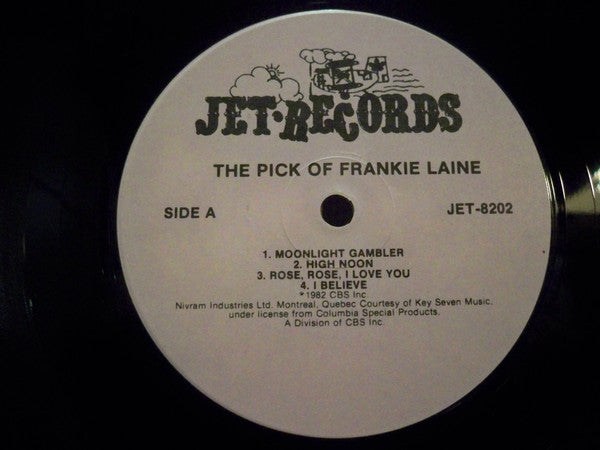 JET·RECORDS
THE PICK OF FRANKIE LAINE
SIDE A
JET-8202
1. MOONLIGHT GAMBLER
2. HIGH NOON
3. ROSE, ROSE, I LOVE YOU
4. I BELIEVE
*1982 CBS Inc.
Nivram Industries Ltd. Montreal, Quebec Courtesy of Key Seven Music.
under license from Columbia Special Products.
A Division of CBS Inc.